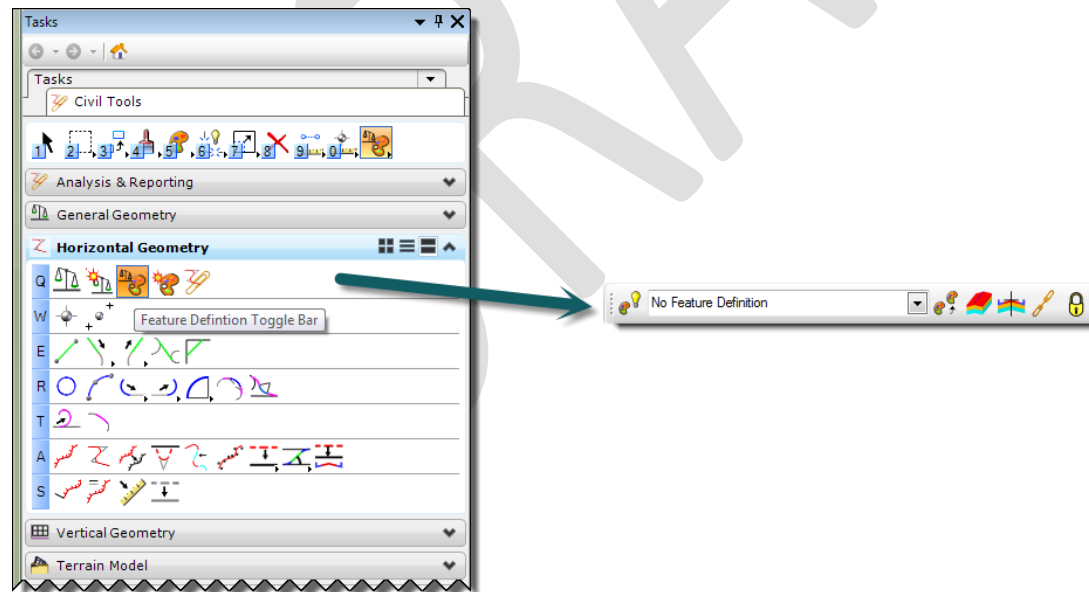 Tasks
Tasks
Civil Tools
1 2 3 4 5 6 7 8 9 0
Analysis & Reporting
General Geometry
Horizontal Geometry
Q
W
Feature Defintion Toggle Bar
E
R
T
A
S
Vertical Geometry
Terrain Model
No Feature Definition